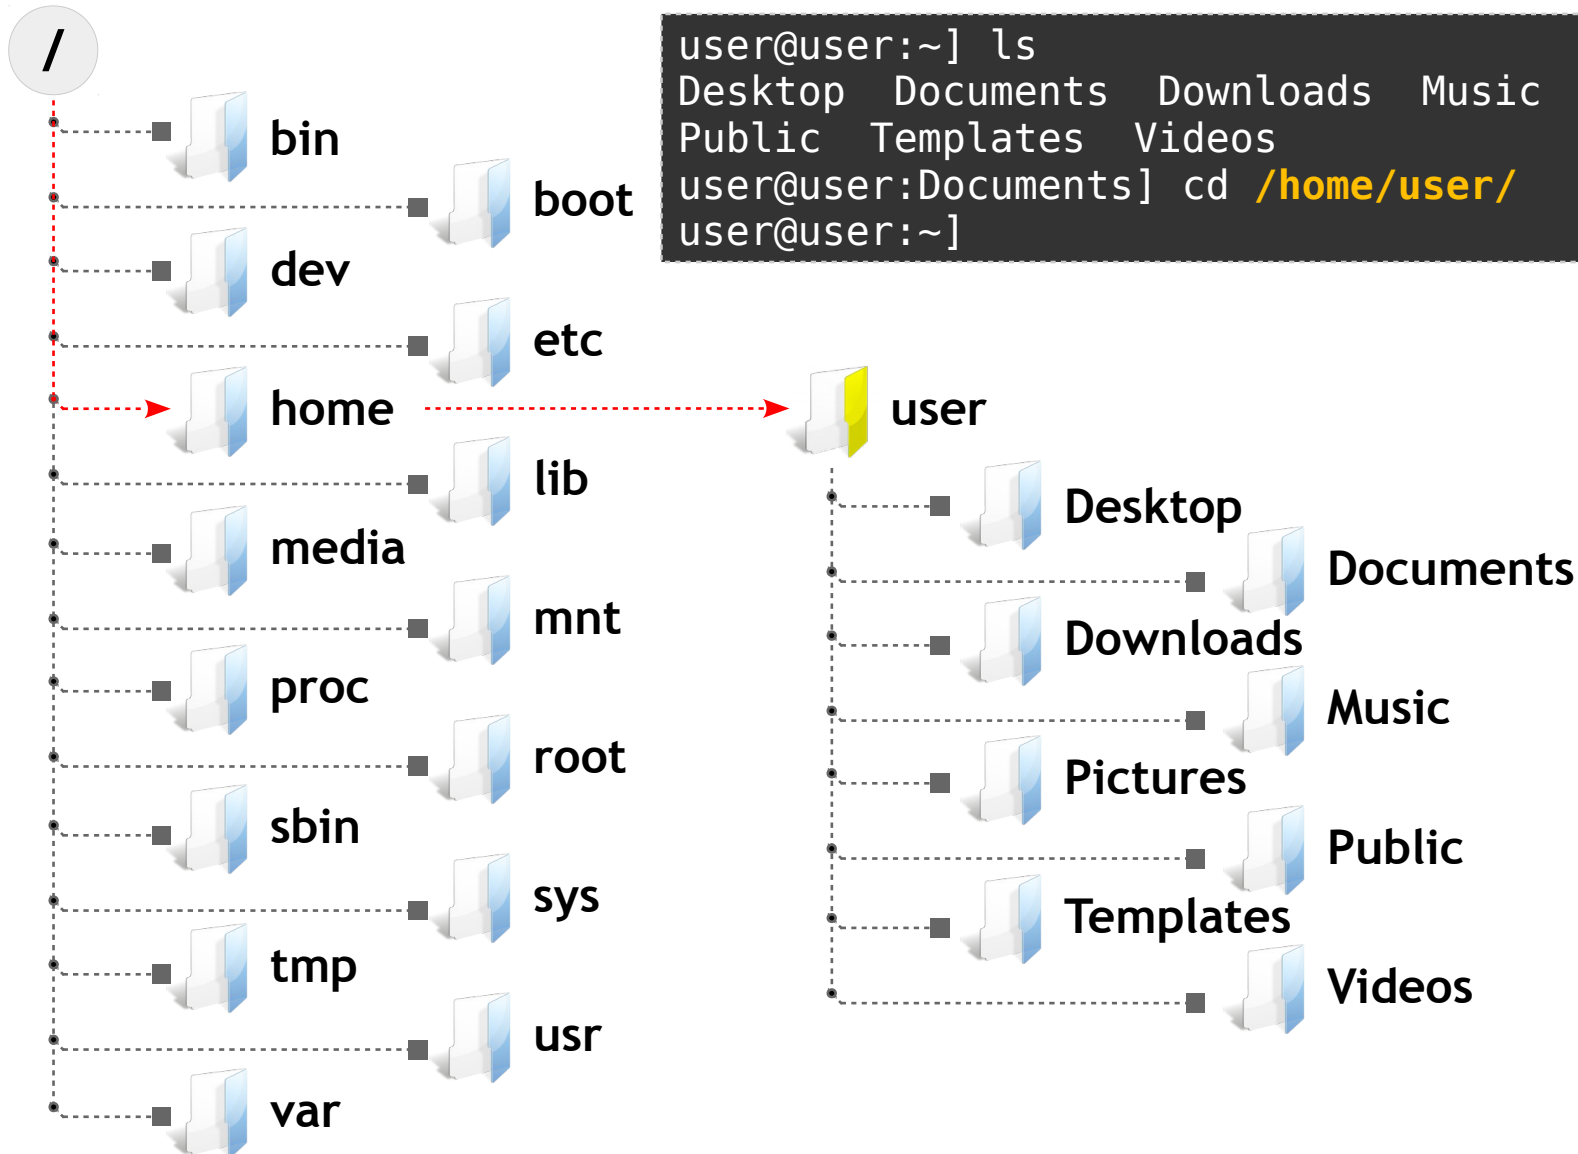 /
user@user:~] ls
Desktop  Documents  Downloads  Music
Public  Templates  Videos
user@user:Documents] cd /home/user/
user@user:~]
bin
boot
dev
etc
home
lib
media
mnt
proc
root
sbin
sys
tmp
usr
var
user
Desktop
Documents
Downloads
Music
Pictures
Public
Templates
Videos